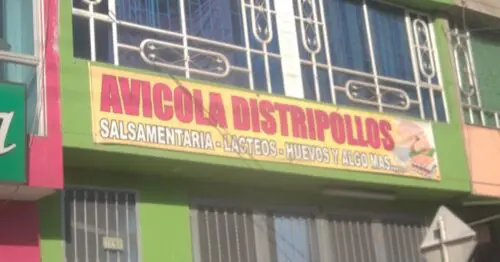 AVICOLA DISTRIPOLLOS
SALSAMENTARIA - LACTEOS - HUEVOS Y ALGO MAS...